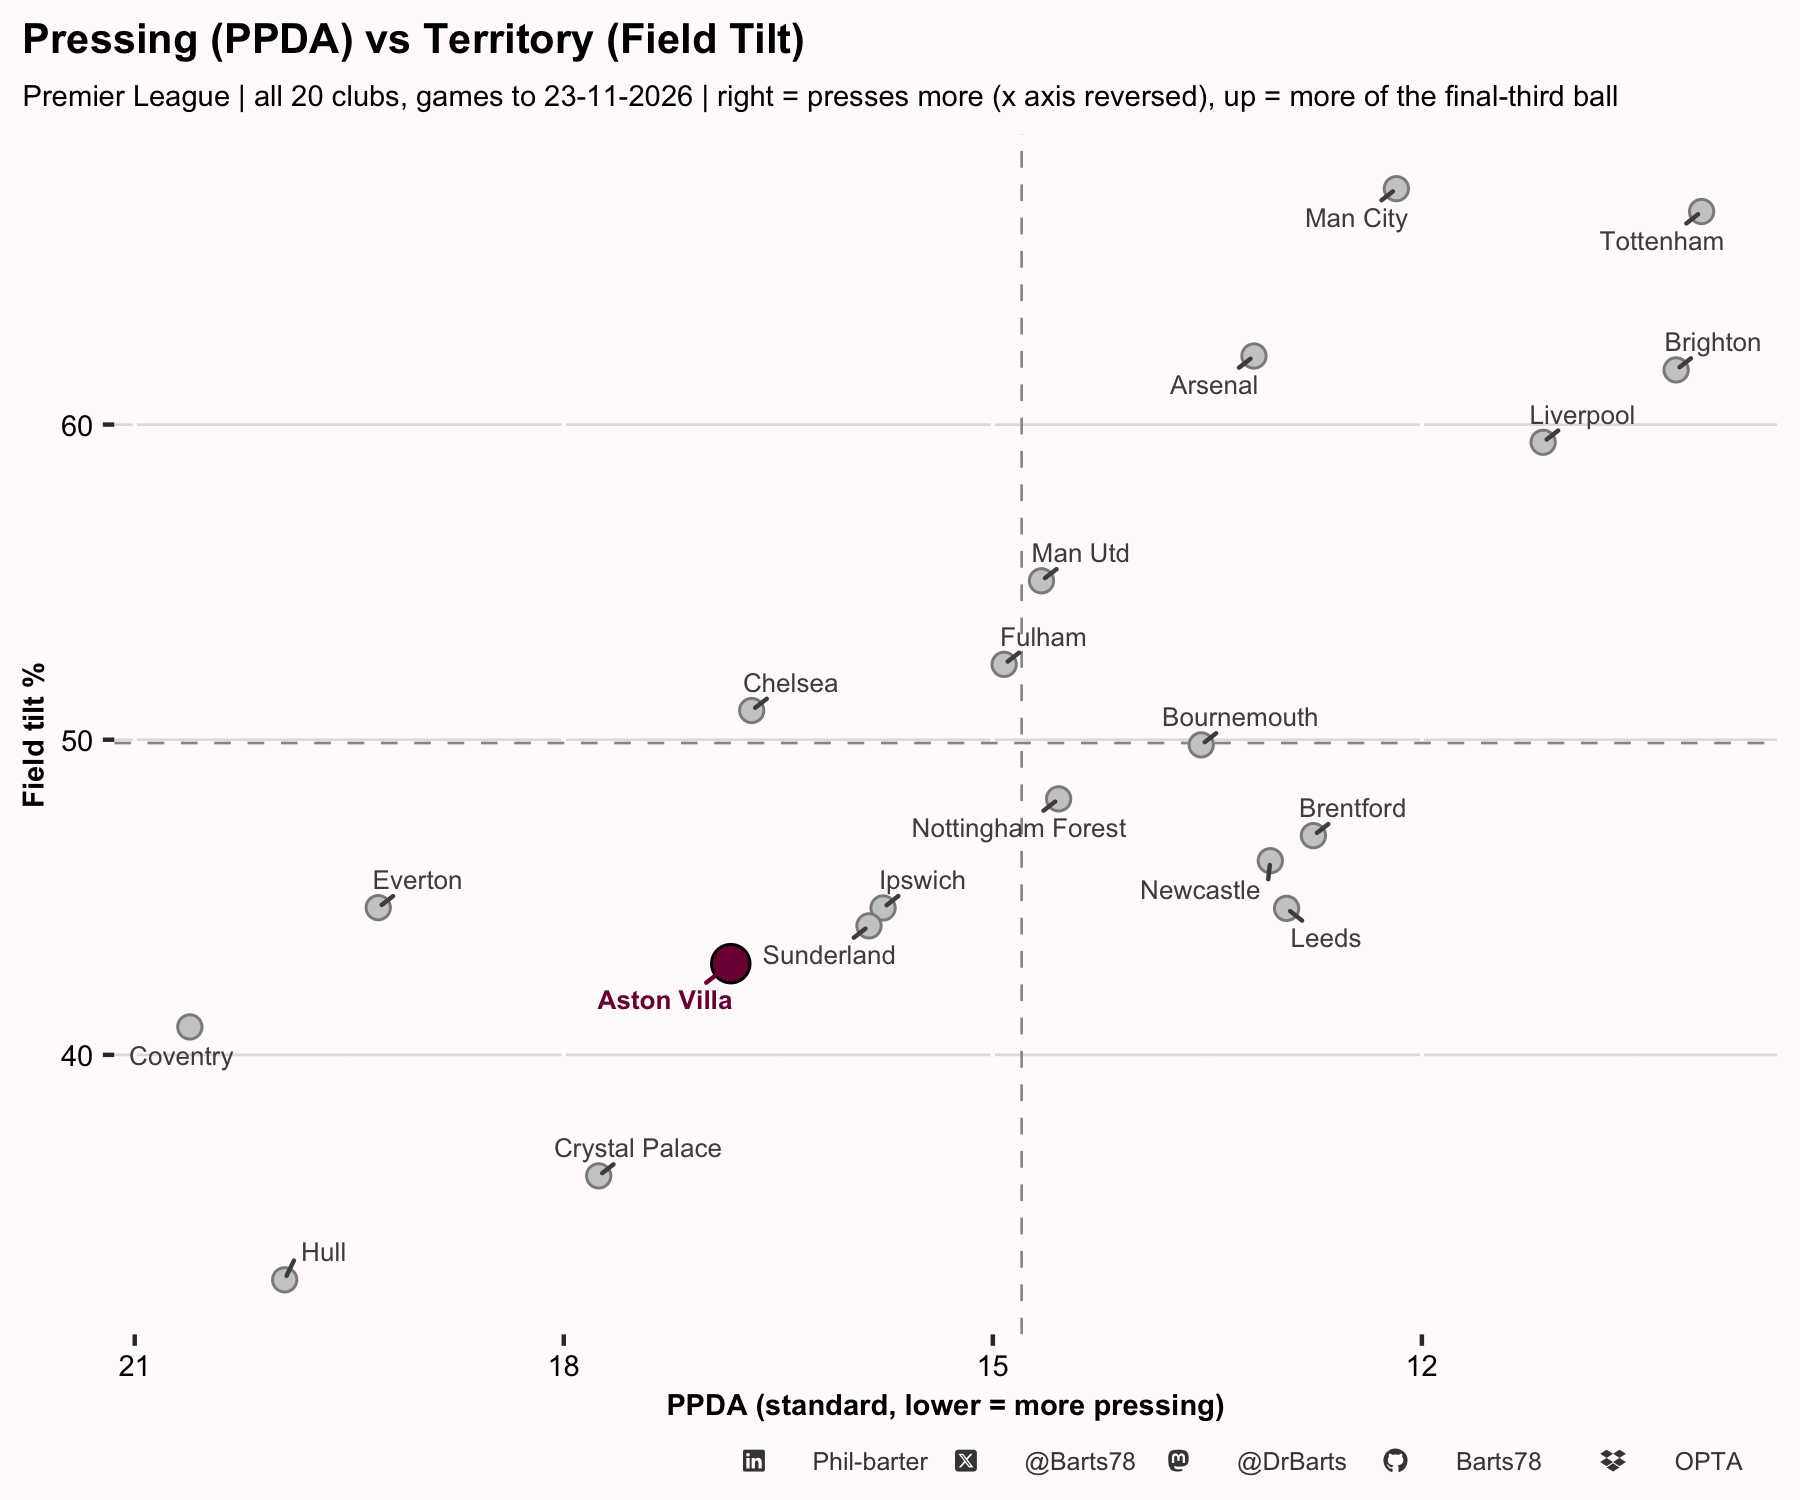 Pressing (PPDA) vs Territory (Field Tilt)
Premier League | all 20 clubs, games to 23-11-2026 | right = presses more (x axis reversed), up = more of the final-third ball
Man City
Tottenham
Brighton
Arsenal
Liverpool
60
Man Utd
Fulham
Chelsea
Bournemouth
50
Field tilt %
Brentford
Nottingham Forest
Everton
Ipswich
Newcastle
Leeds
Sunderland
Aston Villa
40
Coventry
Crystal Palace
Hull
21
18
15
12
PPDA (standard, lower = more pressing)
Phil-barter
@Barts78
@DrBarts
Barts78
OPTA